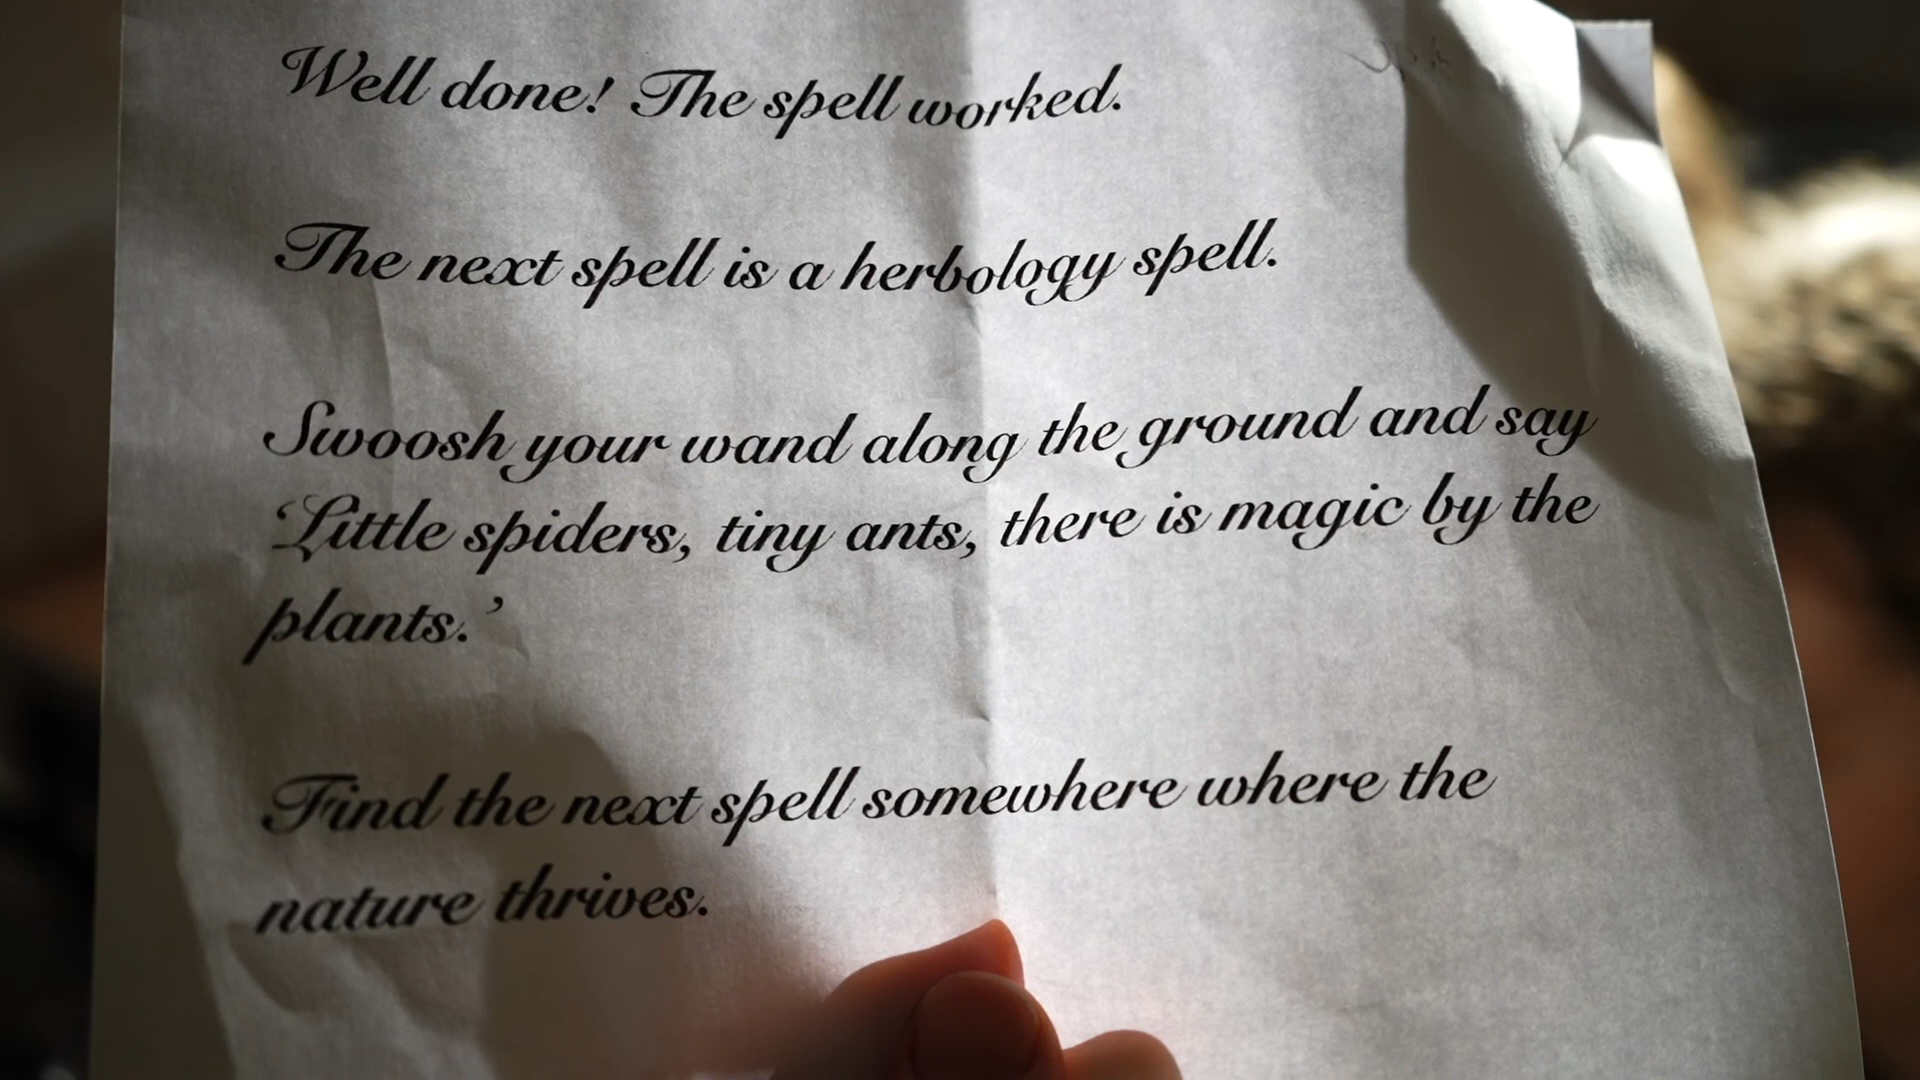 Well done! The spell worked.
The next spell is a herbology spell.
Swoosh your wand along the ground and say
‘Little spiders, tiny ants, there is magic by the
plants.’
Find the next spell somewhere where the
nature thrives.